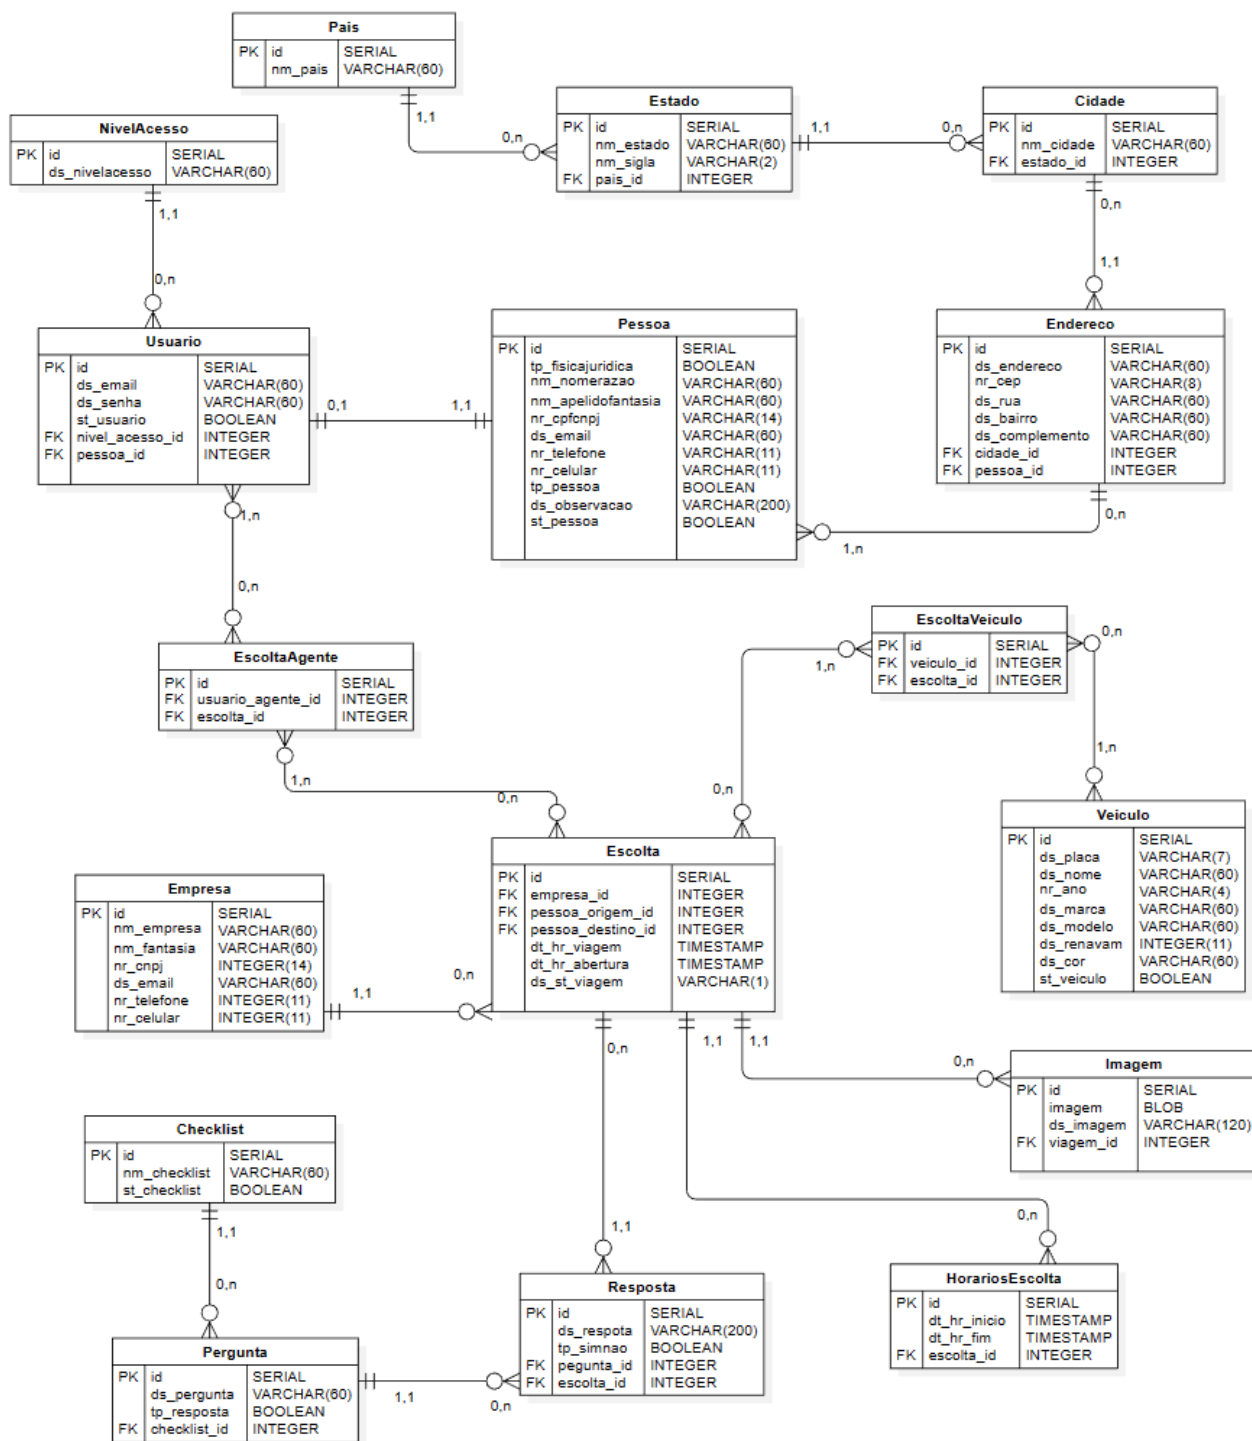 Pais
PK id SERIAL
nm_pais VARCHAR(60)
1,1
0,n
Estado
PK id SERIAL
nm_estado VARCHAR(60)
nm_sigla VARCHAR(2)
FK pais_id INTEGER
1,1
0,n
Cidade
PK id SERIAL
nm_cidade VARCHAR(60)
FK estado_id INTEGER
0,n
1,1
NivelAcesso
PK id SERIAL
ds_nivelacesso VARCHAR(60)
1,1
0,n
Usuario
PK id SERIAL
ds_email VARCHAR(60)
ds_senha VARCHAR(60)
st_usuario BOOLEAN
FK nivel_acesso_id INTEGER
FK pessoa_id INTEGER
0,1
1,1
Pessoa
PK id SERIAL
tp_fisicajuridica BOOLEAN
nm_nomerazao VARCHAR(60)
nm_apelidofantasia VARCHAR(60)
nr_cpfcnpj VARCHAR(14)
ds_email VARCHAR(60)
nr_telefone VARCHAR(11)
nr_celular VARCHAR(11)
tp_pessoa BOOLEAN
ds_observacao VARCHAR(200)
st_pessoa BOOLEAN
Endereco
PK id SERIAL
ds_endereco VARCHAR(60)
nr_cep VARCHAR(8)
ds_rua VARCHAR(60)
ds_bairro VARCHAR(60)
ds_complemento VARCHAR(60)
FK cidade_id INTEGER
FK pessoa_id INTEGER
0,n
1,n
1,n
0,n
EscoltaAgente
PK id SERIAL
FK usuario_agente_id INTEGER
FK escolta_id INTEGER
1,n
0,n
EscoltaVeiculo
PK id SERIAL
FK veiculo_id INTEGER
FK escolta_id INTEGER
1,n
0,n
0,n
1,n
Veiculo
PK id SERIAL
ds_placa VARCHAR(7)
ds_nome VARCHAR(60)
nr_ano VARCHAR(4)
ds_marca VARCHAR(60)
ds_modelo VARCHAR(60)
ds_renavam INTEGER(11)
ds_cor VARCHAR(60)
st_veiculo BOOLEAN
Escolta
PK id SERIAL
FK empresa_id INTEGER
FK pessoa_origem_id INTEGER
FK pessoa_destino_id INTEGER
dt_hr_viagem TIMESTAMP
dt_hr_abertura TIMESTAMP
ds_st_viagem VARCHAR(1)
Empresa
PK id SERIAL
nm_empresa VARCHAR(60)
nm_fantasia VARCHAR(60)
nr_cnpj INTEGER(14)
ds_email VARCHAR(60)
nr_telefone INTEGER(11)
nr_celular INTEGER(11)
1,1
0,n
0,n
1,1
1,1
1,1
0,n
Imagem
PK id SERIAL
imagem BLOB
ds_imagem VARCHAR(120)
FK viagem_id INTEGER
0,n
HorariosEscolta
PK id SERIAL
dt_hr_inicio TIMESTAMP
dt_hr_fim TIMESTAMP
FK escolta_id INTEGER
Checklist
PK id SERIAL
nm_checklist VARCHAR(60)
st_checklist BOOLEAN
1,1
0,n
Pergunta
PK id SERIAL
ds_pergunta VARCHAR(60)
tp_resposta BOOLEAN
FK checklist_id INTEGER
1,1
0,n
Resposta
PK id SERIAL
ds_respota VARCHAR(200)
tp_simnao BOOLEAN
FK pegunta_id INTEGER
FK escolta_id INTEGER